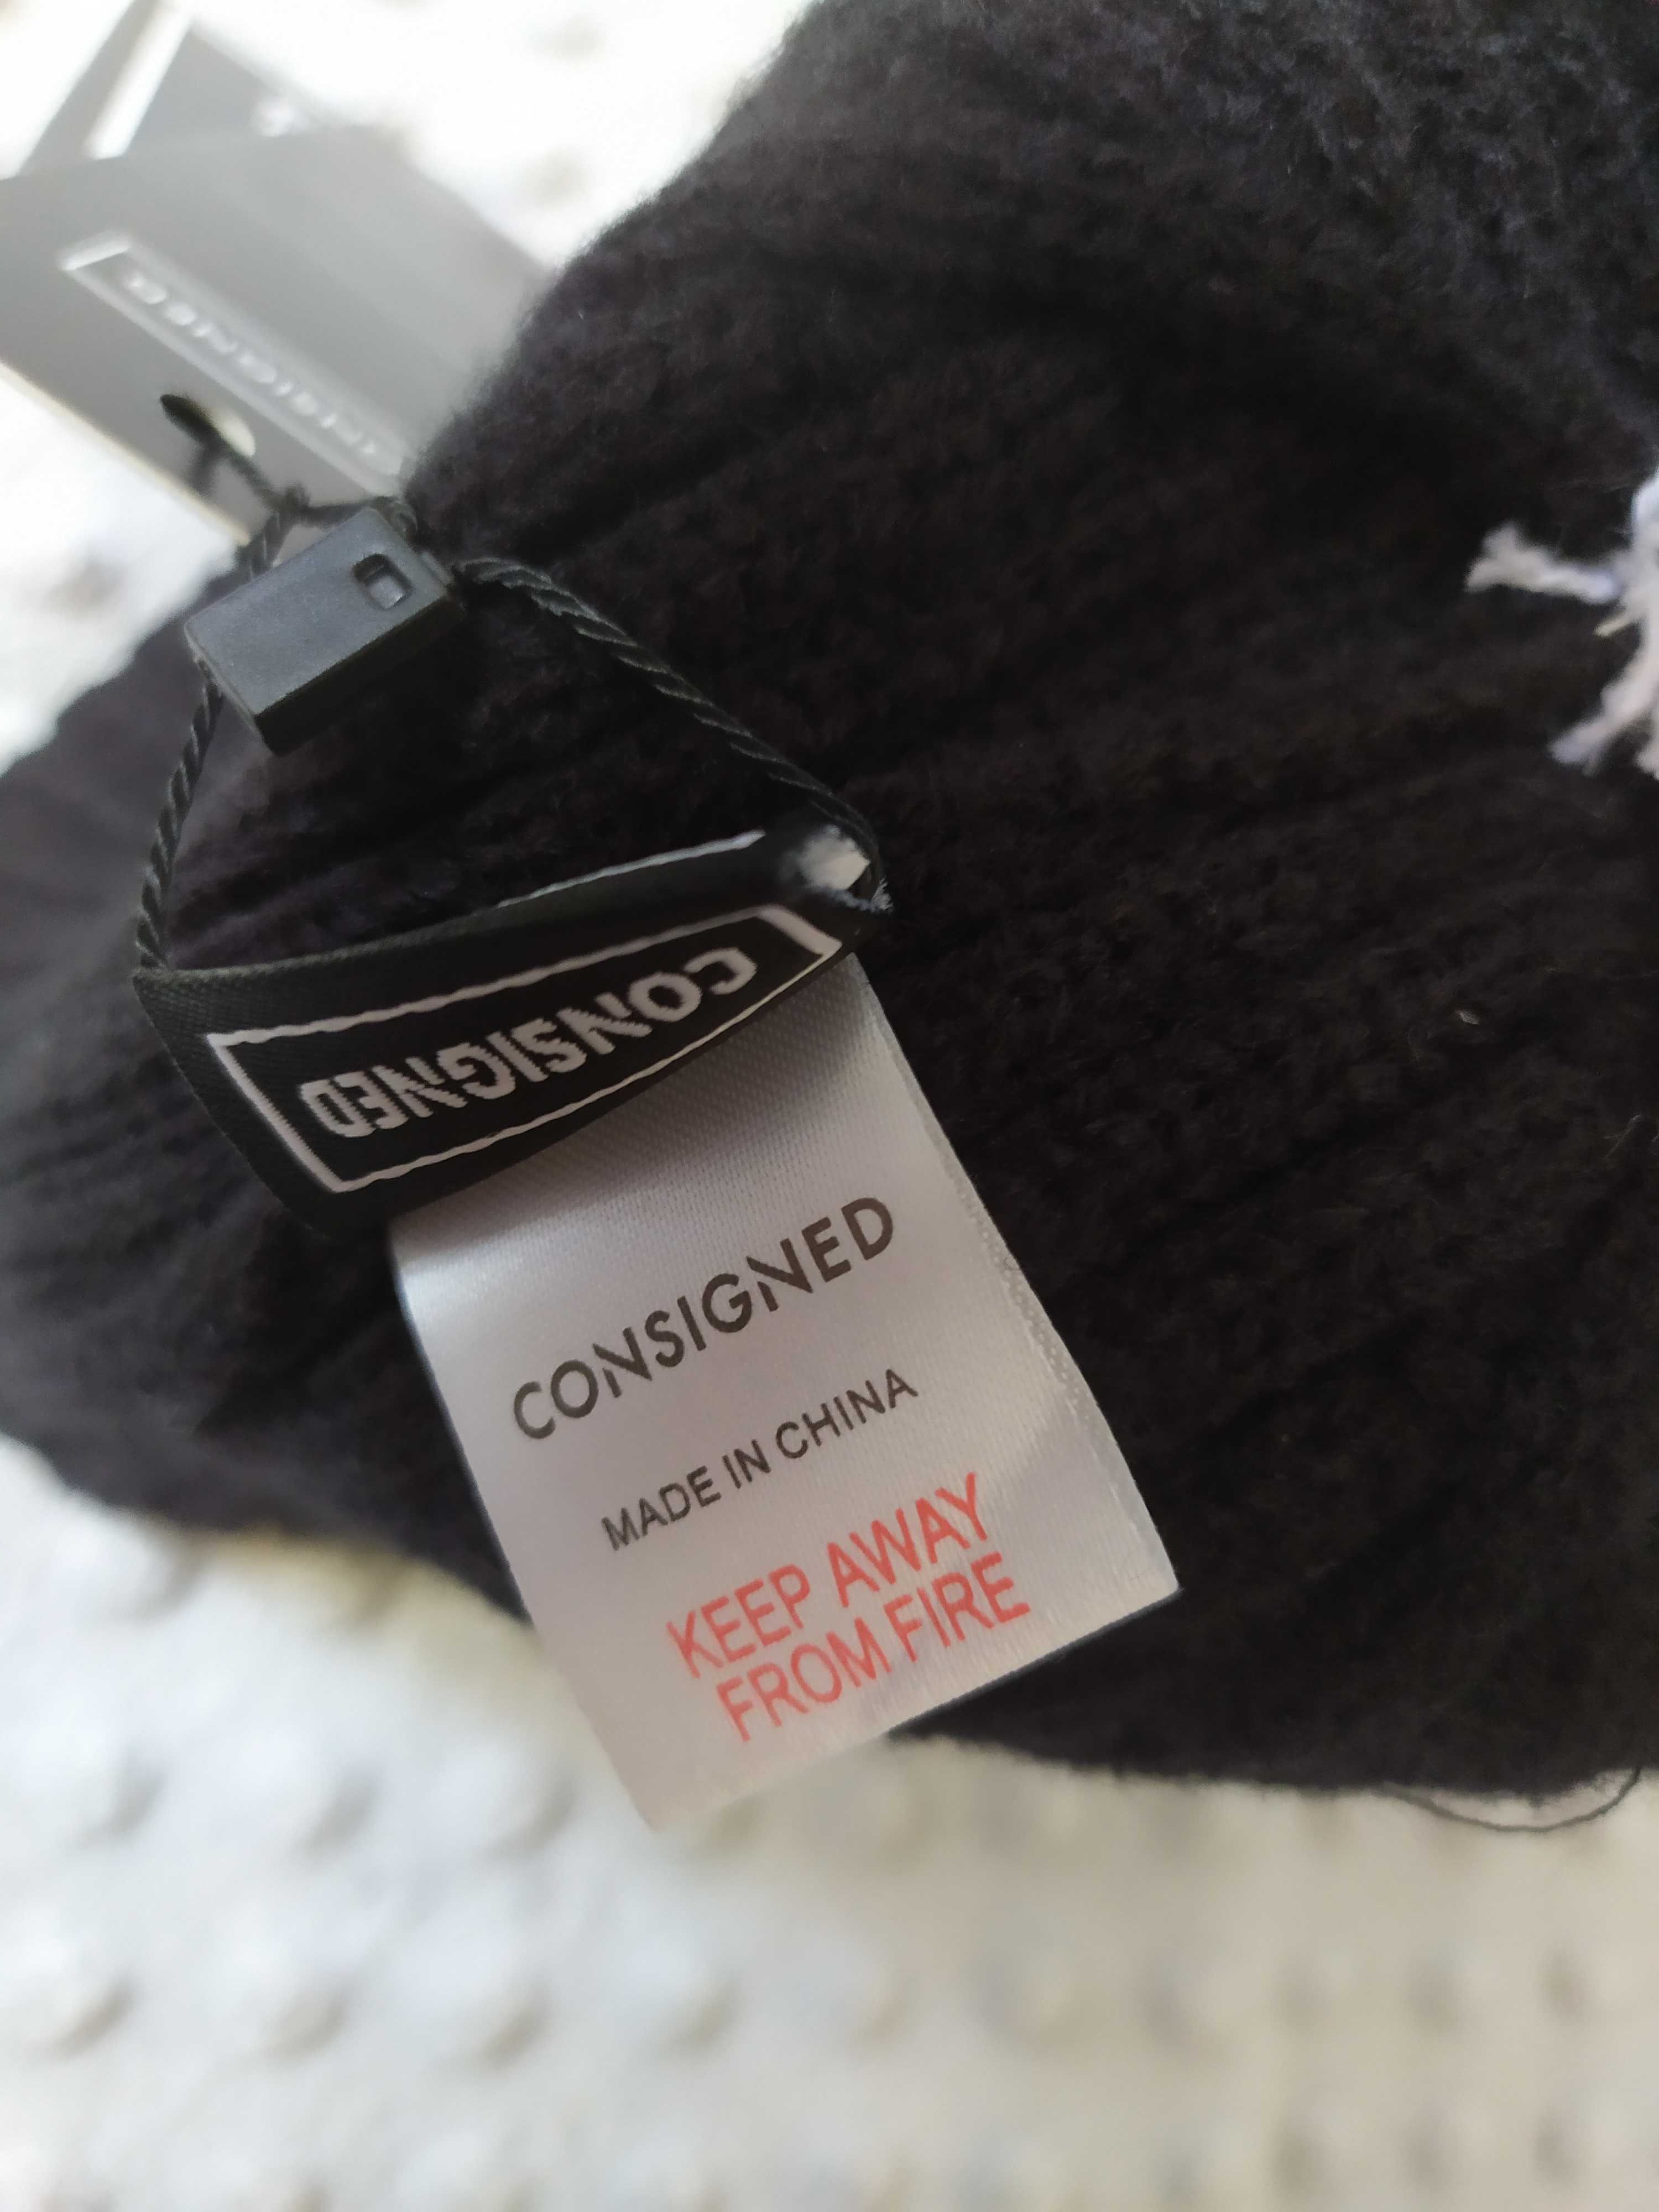 CONSIGNED
CONSIGNED
CONSIGNED
MADE IN CHINA
KEEP AWAY
FROM FIRE